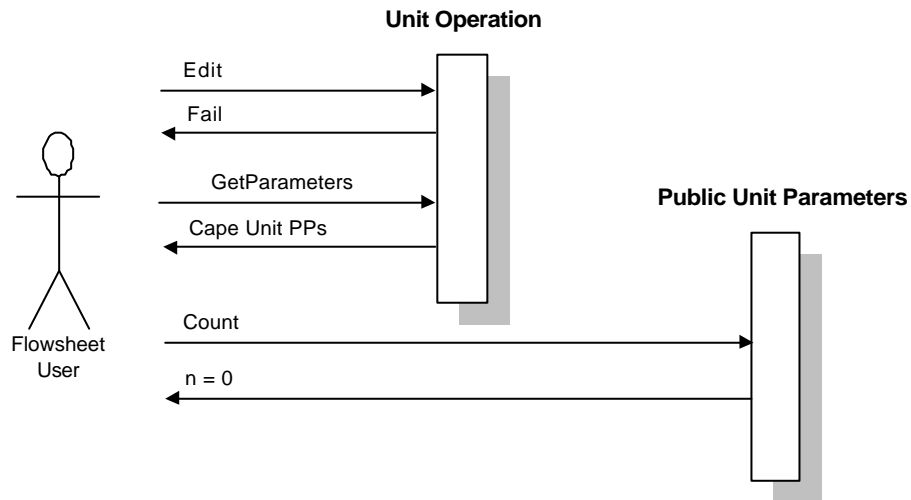 Unit Operation
Edit
Fail
GetParameters
Public Unit Parameters
Cape Unit PPs
Count
Flowsheet
User
n = 0